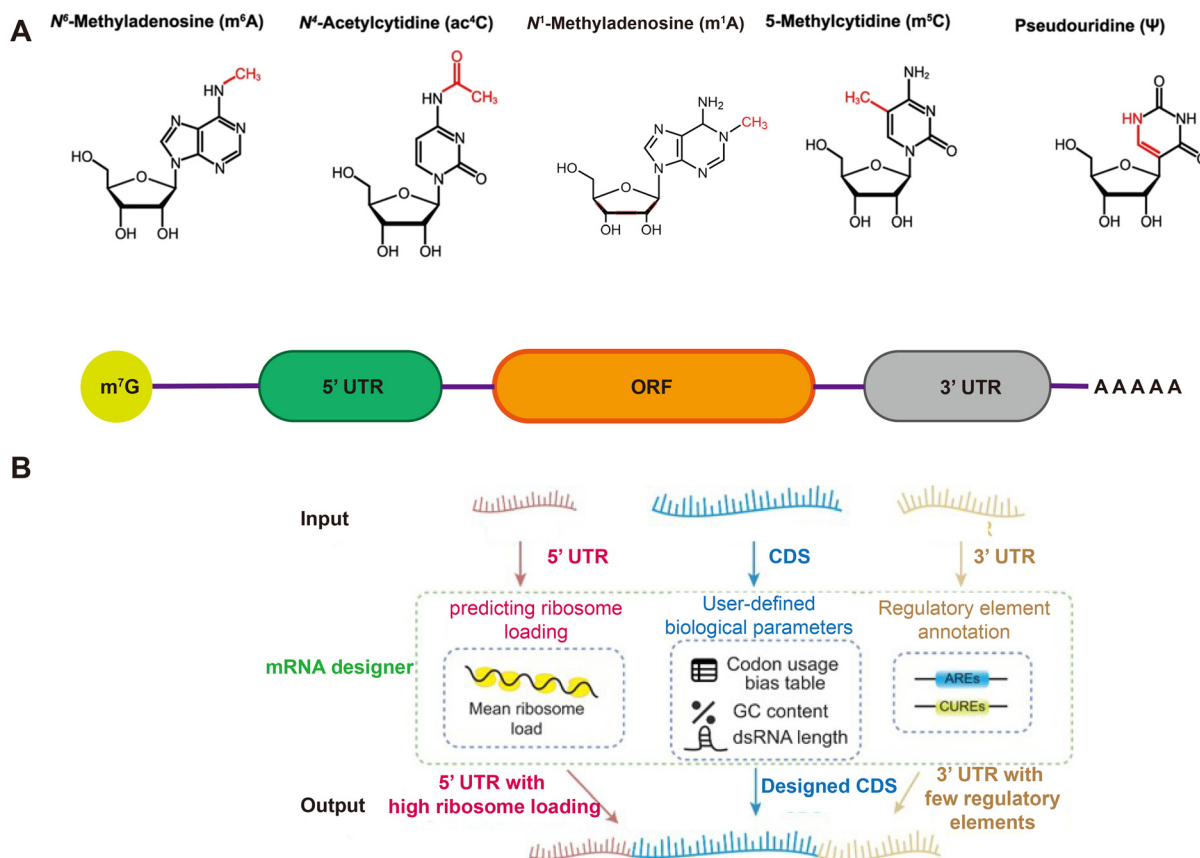 A
N⁶-Methyladenosine (m⁶A)
N⁴-Acetylcytidine (ac⁴C)
N¹-Methyladenosine (m¹A)
5-Methylcytidine (m⁵C)
Pseudouridine (Ψ)
HN
CH₃
N
N
N
N
HO
O
OH
OH
O
HN
CH₃
N
N
O
HO
O
OH
OH
NH₂
N
N
CH₃
N
N
HO
O
OH
OH
NH₂
H₃C
N
N
O
HO
O
OH
OH
O
HN
NH
O
HO
O
OH
OH
m⁷G
5’ UTR
ORF
3’ UTR
A A A A A
B
Input
5’ UTR
CDS
3’ UTR
mRNA designer
predicting ribosome
loading
Mean ribosome
load
User-defined
biological parameters
Codon usage
bias table
GC content
dsRNA length
Regulatory element
annotation
AREs
CUREs
Output
5’ UTR with
high ribosome loading
Designed CDS
3’ UTR with
few regulatory
elements